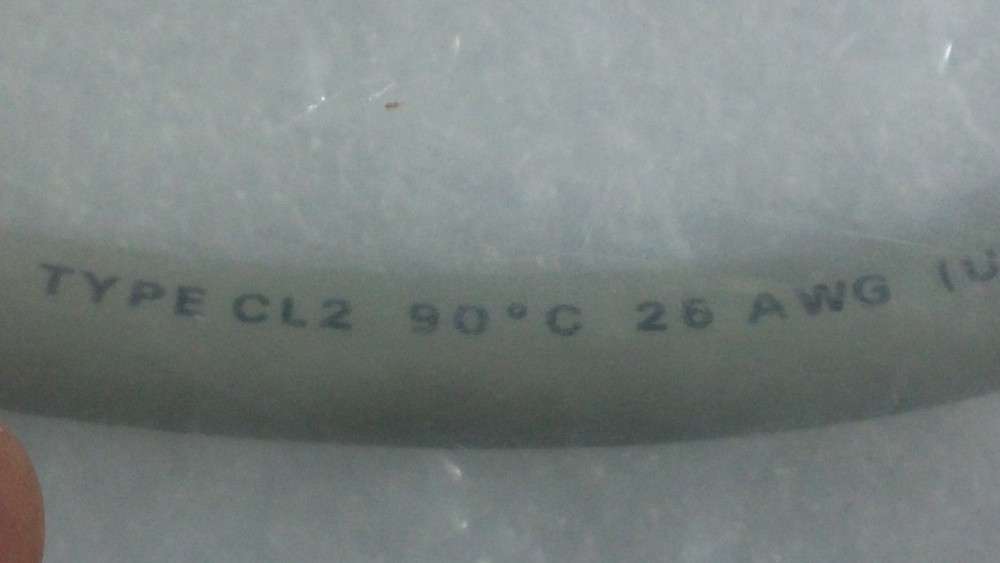 TYPE CL2 90°C 26 AWG (U